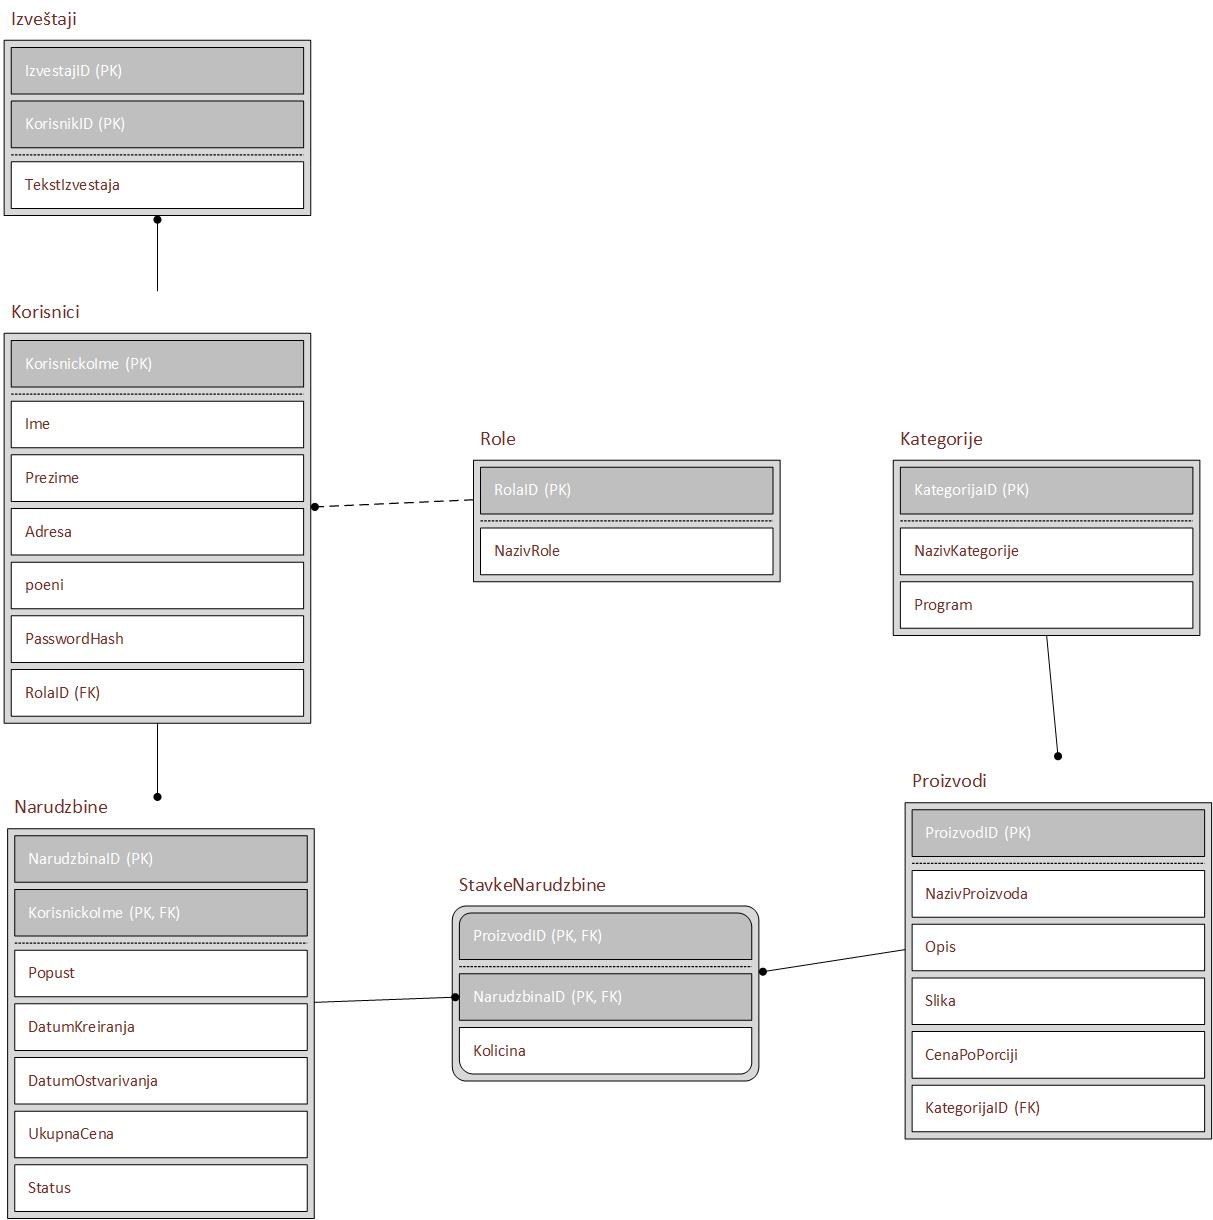 Izveštaji
IzvestajID (PK)
KorisnikID (PK)
TekstIzvestaja
Korisnici
KorisnickoIme (PK)
Ime
Prezime
Adresa
poeni
PasswordHash
RolaID (FK)
Role
RolaID (PK)
NazivRole
Kategorije
KategorijaID (PK)
NazivKategorije
Program
Narudzbine
NarudzbinaID (PK)
KorisnickoIme (PK, FK)
Popust
DatumKreiranja
DatumOstvarivanja
UkupnaCena
Status
StavkeNarudzbine
ProizvodID (PK, FK)
NarudzbinaID (PK, FK)
Kolicina
Proizvodi
ProizvodID (PK)
NazivProizvoda
Opis
Slika
CenaPoPorciji
KategorijaID (FK)